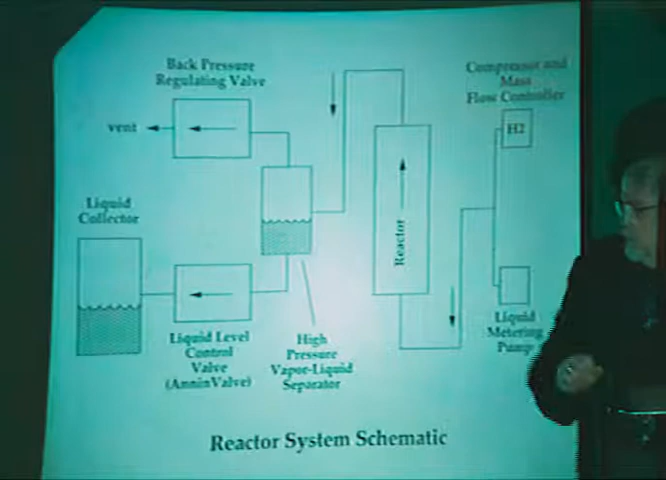 Back Pressure
Regulating Valve
Compressor and
Mass
Flow Controller
vent
H2
Liquid
Collector
Reactor
Liquid Level
Control
Valve
(AnninValve)
High
Pressure
Vapor-Liquid
Separator
Liquid
Metering
Pump
Reactor System Schematic